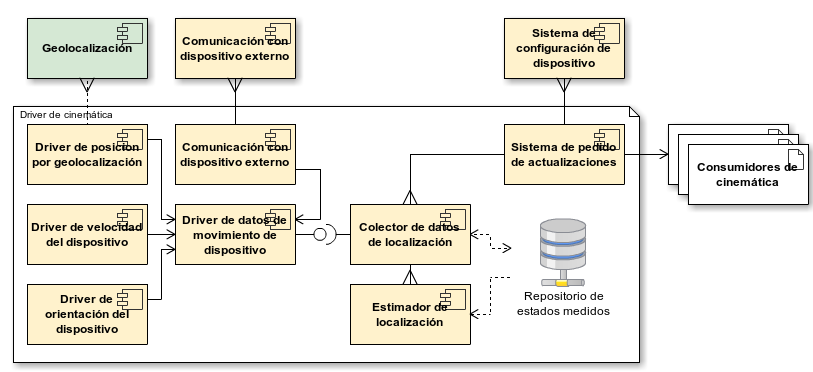 Geolocalización
Comunicación con
dispositivo externo
Sistema de
configuración de
dispositivo
Driver de cinemática
Driver de posición
por geolocalización
Comunicación con
dispositivo externo
Sistema de pedido
de actualizaciones
Consumidores de
cinemática
Driver de velocidad
del dispositivo
Driver de datos de
movimiento de
dispositivo
Colector de datos
de localización
Driver de
orientación del
dispositivo
Estimador de
localización
Repositorio de
estados medidos